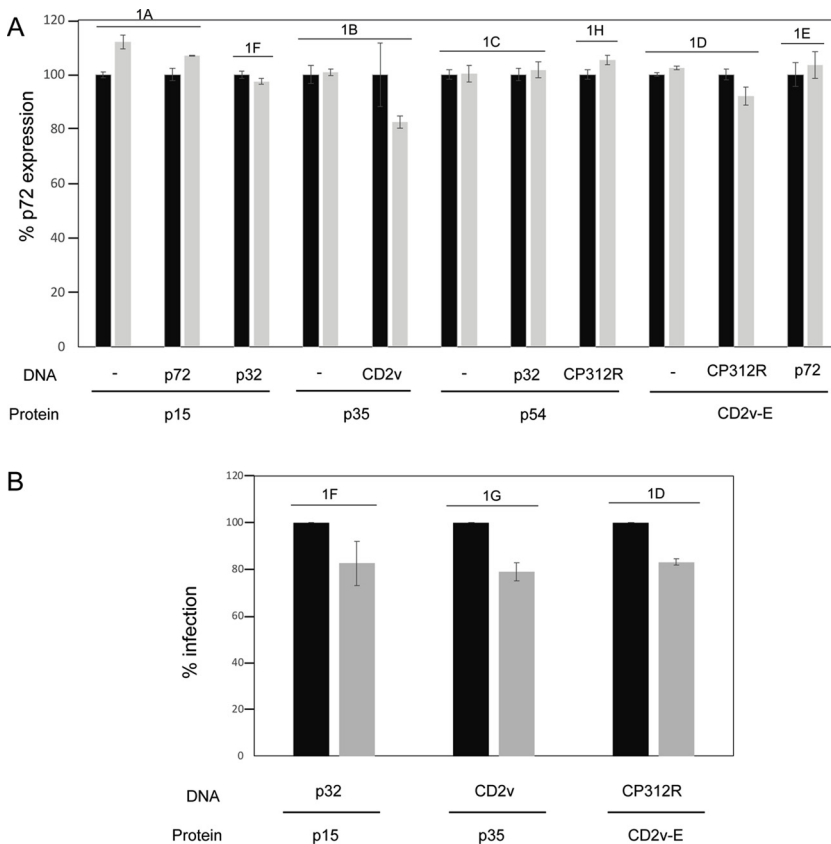 A
120
100
80
60
40
20
0
% p72 expression
1A
1F
1B
1C
1H
1D
1E
DNA
- p72 p32 - CD2v - p32 CP312R - CP312R p72
Protein
p15 p35 p54 CD2v-E
B
120
100
80
60
40
20
0
% infection
1F 1G 1D
DNA p32 CD2v CP312R
Protein p15 p35 CD2v-E